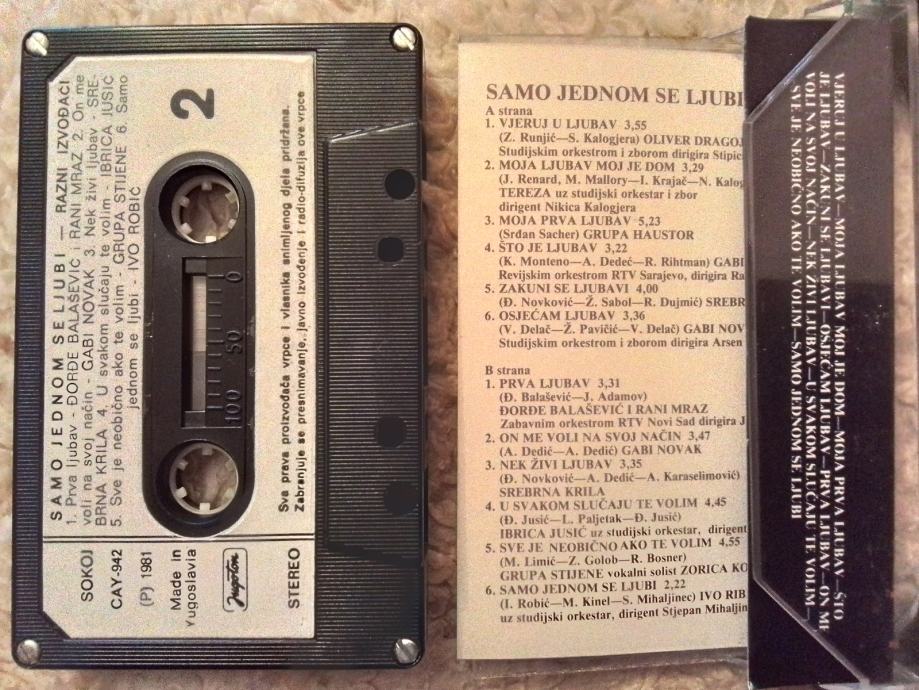 SAMO JEDNOM SE LJUBI — RAZNI IZVOĐAČI
1. Prva ljubav - ĐORĐE BALAŠEVIĆ i RANI MRAZ 2. On me
voli na svoj način - GABI NOVAK 3. Nek živi ljubav - SRE-
BRNA KRILA 4. U svakom slučaju te volim - IBRICA JUSIĆ
5. Sve je neobično ako te volim - GRUPA STIJENE 6. Samo
jednom se ljubi - IVO ROBIĆ
2
0 50 100
Sva prava proizvođača vrpce i vlasnika snimljenog djela pridržana.
Zabranjuje se presnimavanje, javno izvođenje i radio-difuzija ove vrpce
SOKOJ
CAY-942
(P) 1981
Made in
Yugoslavia
Jugoton
STEREO
SAMO JEDNOM SE LJUBI
A strana
1. VJERUJ U LJUBAV 3,55
(Z. Runjić—S. Kalogjera) OLIVER DRAGOJ
Studijskim orkestrom i zborom dirigira Stipic
2. MOJA LJUBAV MOJ JE DOM 3,29
(J. Renard, M. Mallory—I. Krajač—N. Kalog
TEREZA uz studijski orkestar i zbor
dirigent Nikica Kalogjera
3. MOJA PRVA LJUBAV 5,23
(Srđan Sacher) GRUPA HAUSTOR
4. ŠTO JE LJUBAV 3,22
(K. Monteno—A. Dedeć—R. Rihtman) GABI
Revijskim orkestrom RTV Sarajevo, dirigira Ra
5. ZAKUNI SE LJUBAVI 4,00
(Đ. Novković—Ž. Sabol—R. Dujmić) SREBR
6. OSJEĆAM LJUBAV 3,36
(V. Delač—Ž. Pavičić—V. Delač) GABI NOV
Studijskim orkestrom i zborom dirigira Arsen
B strana
1. PRVA LJUBAV 3,31
(Đ. Balašević—J. Adamov)
ĐORĐE BALAŠEVIĆ I RANI MRAZ
Zabavnim orkestrom RTV Novi Sad dirigira J
2. ON ME VOLI NA SVOJ NAČIN 3,47
(A. Dedić—A. Dedić) GABI NOVAK
3. NEK ŽIVI LJUBAV 3,35
(Đ. Novković—A. Dedić—A. Karaselimović)
SREBRNA KRILA
4. U SVAKOM SLUČAJU TE VOLIM 4,45
(Đ. Jusić—L. Paljetak—Đ. Jusić)
IBRICA JUSIĆ uz studijski orkestar, dirigent
5. SVE JE NEOBIČNO AKO TE VOLIM 4,55
(M. Limić—Z. Golob—R. Bosner)
GRUPA STIJENE vokalni solist ZORICA KO
6. SAMO JEDNOM SE LJUBI 2,22
(I. Robić—M. Kinel—S. Mihaljinec) IVO RIB
uz studijski orkestar, dirigent Stjepan Mihaljin
VJERUJ U LJUBAV—MOJA LJUBAV MOJ JE DOM—MOJA PRVA LJUBAV—ŠTO
JE LJUBAV—ZAKUNI SE LJUBAVI—OSJEĆAM LJUBAV—PRVA LJUBAV—ON ME
VOLI NA SVOJ NAČIN—NEK ŽIVI LJUBAV—U SVAKOM SLUČAJU TE VOLIM—
SVE JE NEOBIČNO AKO TE VOLIM—SAMO JEDNOM SE LJUBI